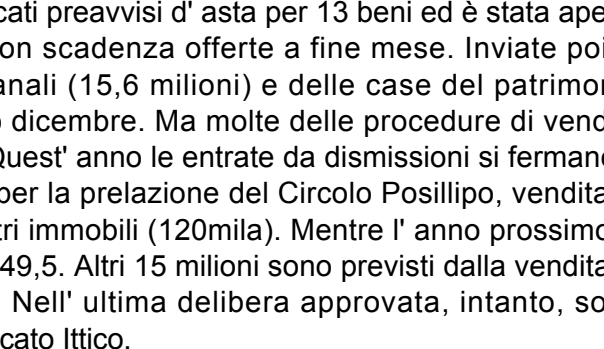 cati preavvisi d' asta per 13 beni ed è stata ape
on scadenza offerte a fine mese. Inviate poi
anali (15,6 milioni) e delle case del patrimon
o dicembre. Ma molte delle procedure di vend
Quest' anno le entrate da dismissioni si fermano
per la prelazione del Circolo Posillipo, vendita
tri immobili (120mila). Mentre l' anno prossimo
49,5. Altri 15 milioni sono previsti dalla vendita
. Nell' ultima delibera approvata, intanto, so
cato Ittico.